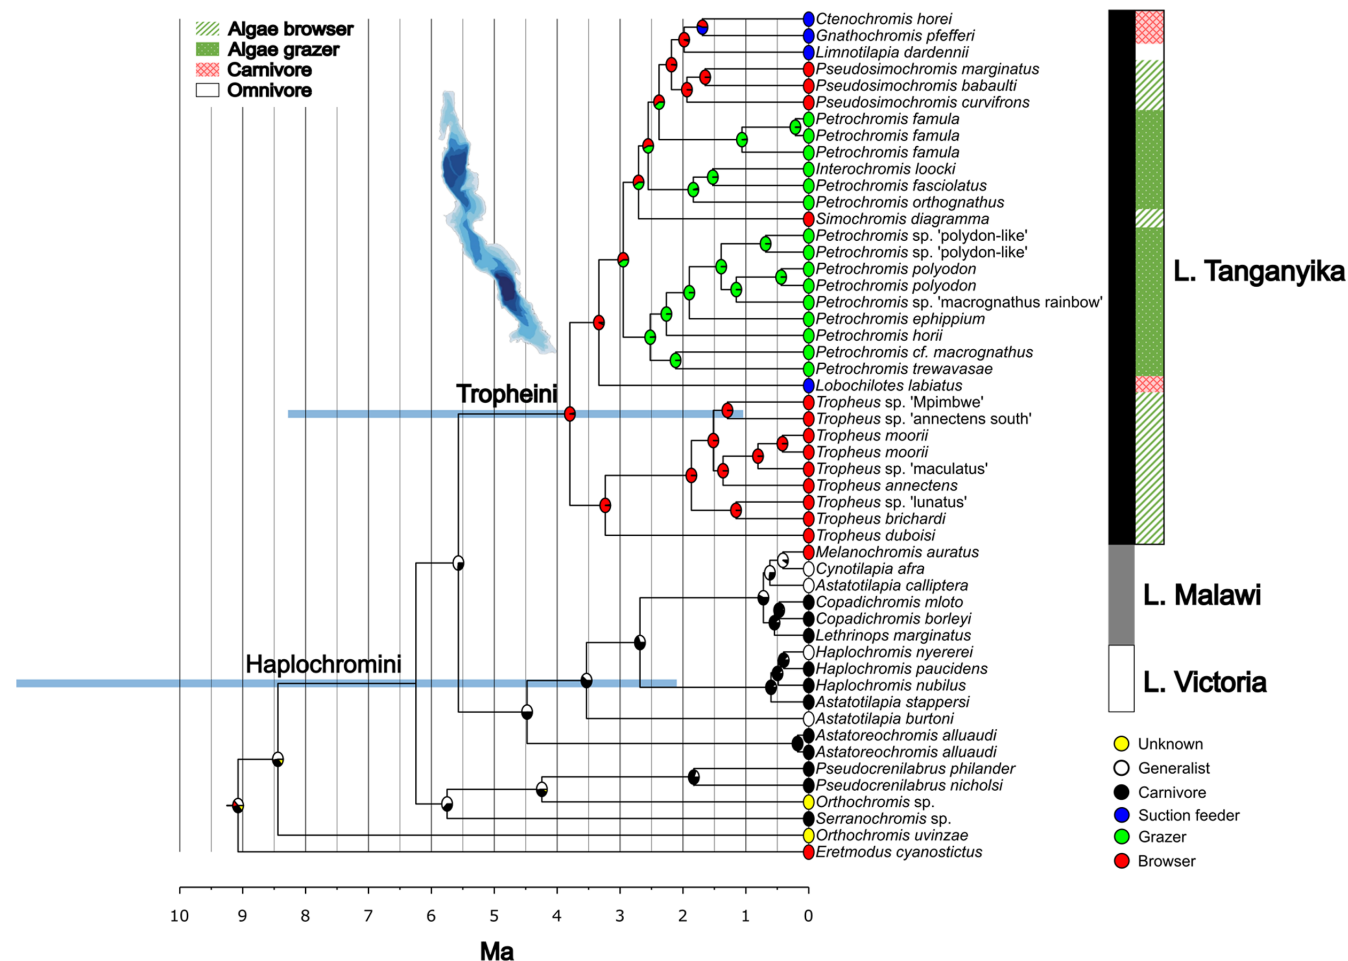 Algae browser
Algae grazer
Carnivore
Omnivore
Ctenochromis horei
Gnathochromis pfefferi
Limnotilapia dardennii
Pseudosimochromis marginatus
Pseudosimochromis babaulti
Pseudosimochromis curvifrons
Petrochromis famula
Petrochromis famula
Petrochromis famula
Interochromis loocki
Petrochromis fasciolatus
Petrochromis orthognathus
Simochromis diagramma
Petrochromis sp. 'polydon-like'
Petrochromis sp. 'polydon-like'
Petrochromis polyodon
Petrochromis polyodon
Petrochromis sp. 'macrognathus rainbow'
Petrochromis ephippium
Petrochromis horii
Petrochromis cf. macrognathus
Petrochromis trewavasae
Lobochilotes labiatus
Tropheus sp. 'Mpimbwe'
Tropheus sp. 'annectens south'
Tropheus moorii
Tropheus moorii
Tropheus sp. 'maculatus'
Tropheus annectens
Tropheus sp. 'lunatus'
Tropheus brichardi
Tropheus duboisi
Melanochromis auratus
Cynotilapia afra
Astatotilapia calliptera
Copadichromis mloto
Copadichromis borleyi
Lethrinops marginatus
Haplochromis nyererei
Haplochromis paucidens
Haplochromis nubilus
Astatotilapia stappersi
Astatotilapia burtoni
Astatoreochromis alluaudi
Astatoreochromis alluaudi
Pseudocrenilabrus philander
Pseudocrenilabrus nicholsi
Orthochromis sp.
Serranochromis sp.
Orthochromis uvinzae
Eretmodus cyanostictus
Tropheini
Haplochromini
L. Tanganyika
L. Malawi
L. Victoria
Unknown
Generalist
Carnivore
Suction feeder
Grazer
Browser
10 9 8 7 6 5 4 3 2 1 0
Ma